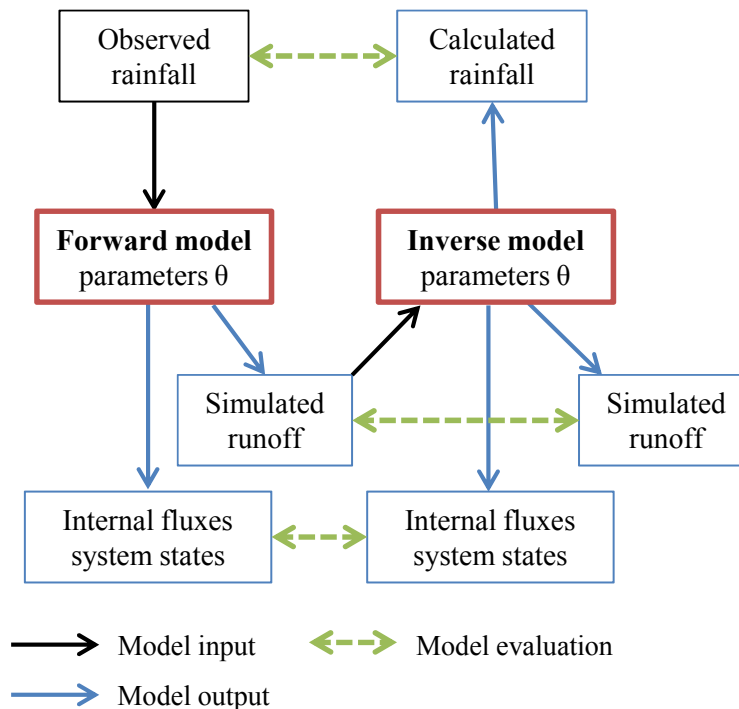 Observed
rainfall
Calculated
rainfall
Forward model
parameters θ
Inverse model
parameters θ
Simulated
runoff
Simulated
runoff
Internal fluxes
system states
Internal fluxes
system states
Model input
Model evaluation
Model output